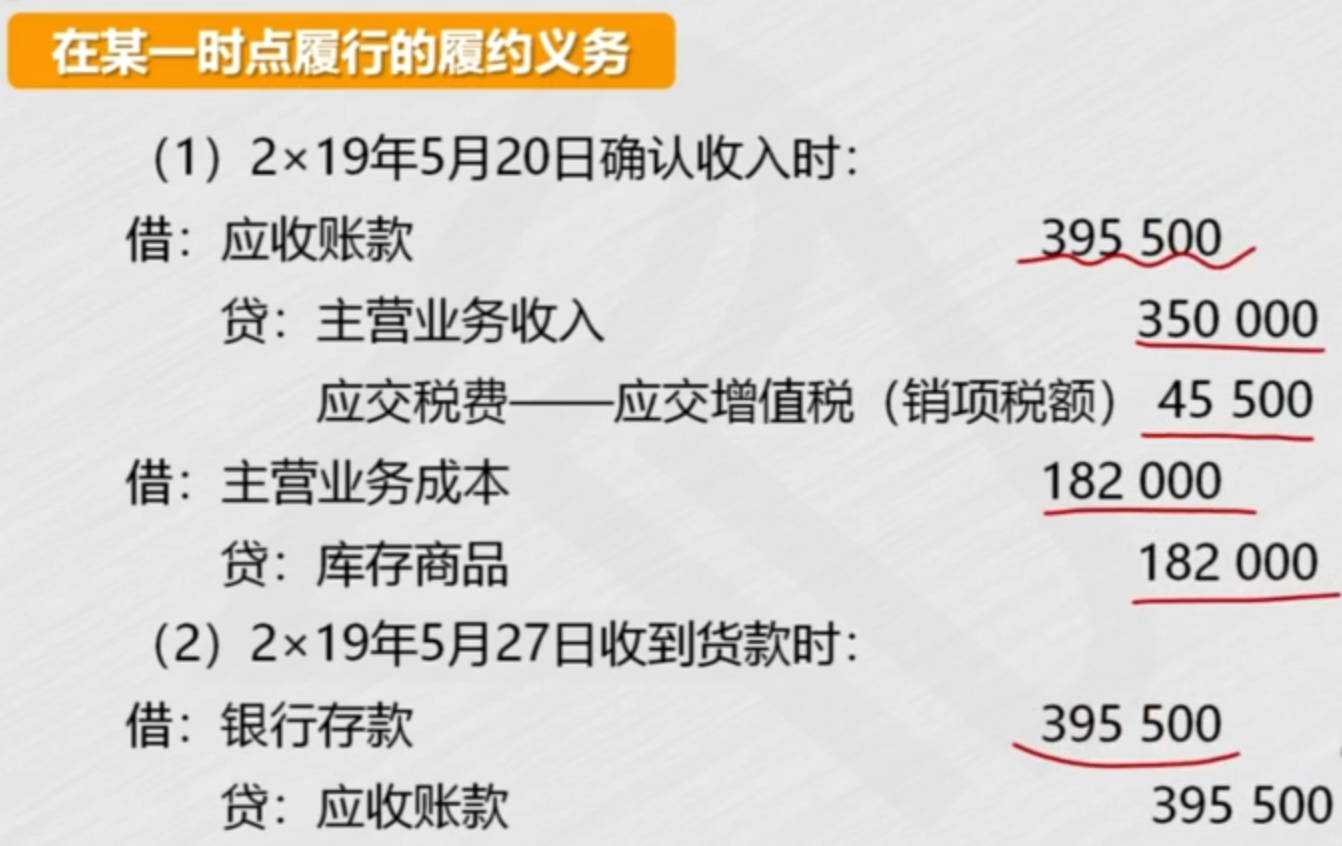 在某一时点履行的履约义务
（1）2×19年5月20日确认收入时：
借：应收账款 395 500
贷：主营业务收入 350 000
应交税费——应交增值税（销项税额） 45 500
借：主营业务成本 182 000
贷：库存商品 182 000
（2）2×19年5月27日收到货款时：
借：银行存款 395 500
贷：应收账款 395 500